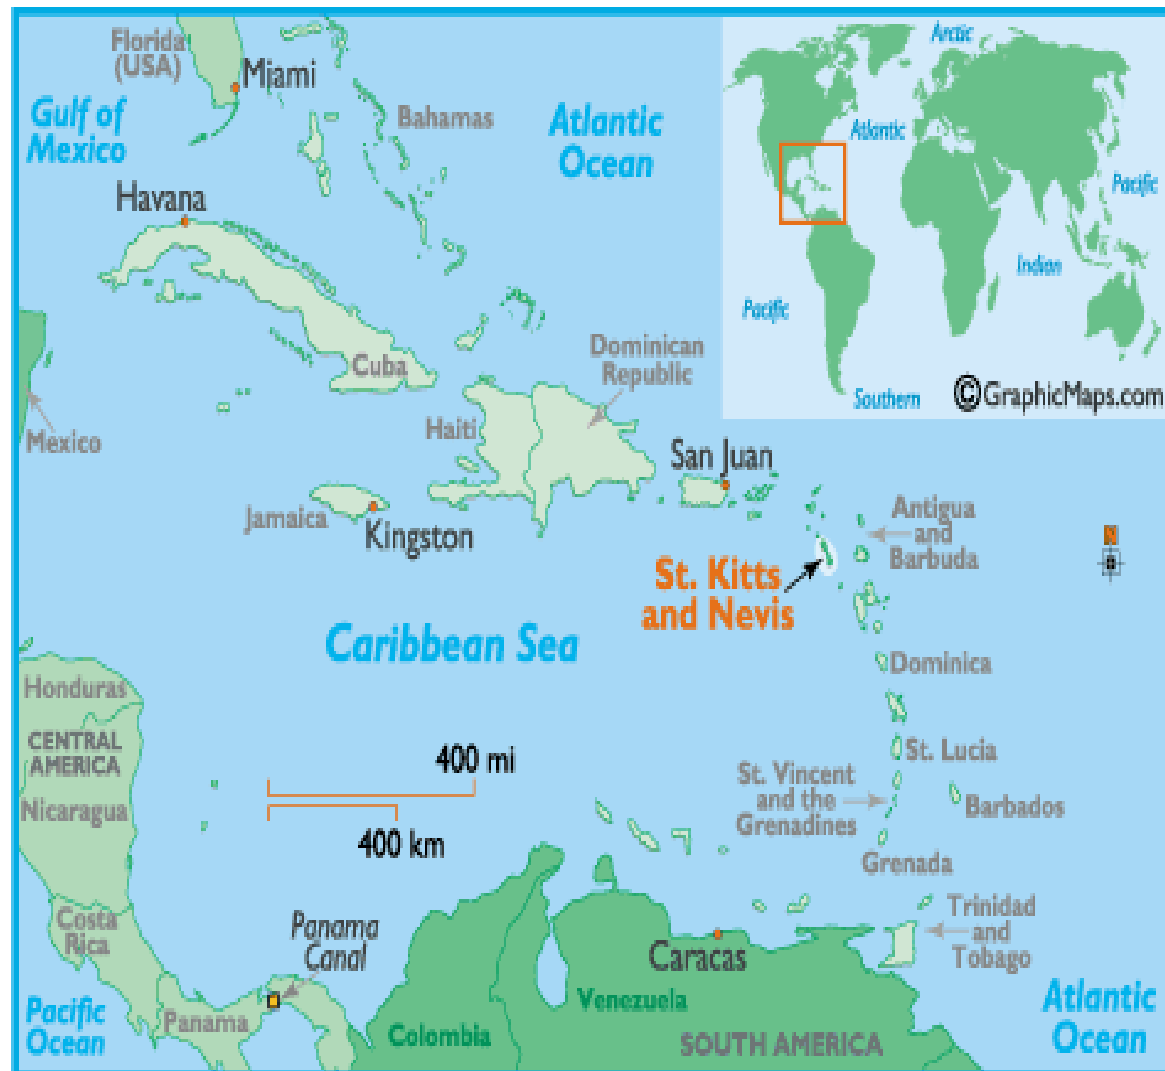 Florida
(USA)
Miami
Gulf of
Mexico
Bahamas
Atlantic
Ocean
Havana
Arctic
Atlantic
Pacific
Indian
Pacific
Southern
©GraphicMaps.com
Cuba
Dominican
Republic
Mexico
Haiti
San Juan
Jamaica
Kingston
Antigua
and
Barbuda
N
St. Kitts
and Nevis
Caribbean Sea
Dominica
Honduras
CENTRAL
AMERICA
Nicaragua
400 mi
400 km
St. Lucia
St. Vincent
and the
Grenadines
Barbados
Grenada
Costa
Rica
Panama
Canal
Trinidad
and
Tobago
Caracas
Venezuela
Pacific
Ocean
Panama
Colombia
SOUTH AMERICA
Atlantic
Ocean